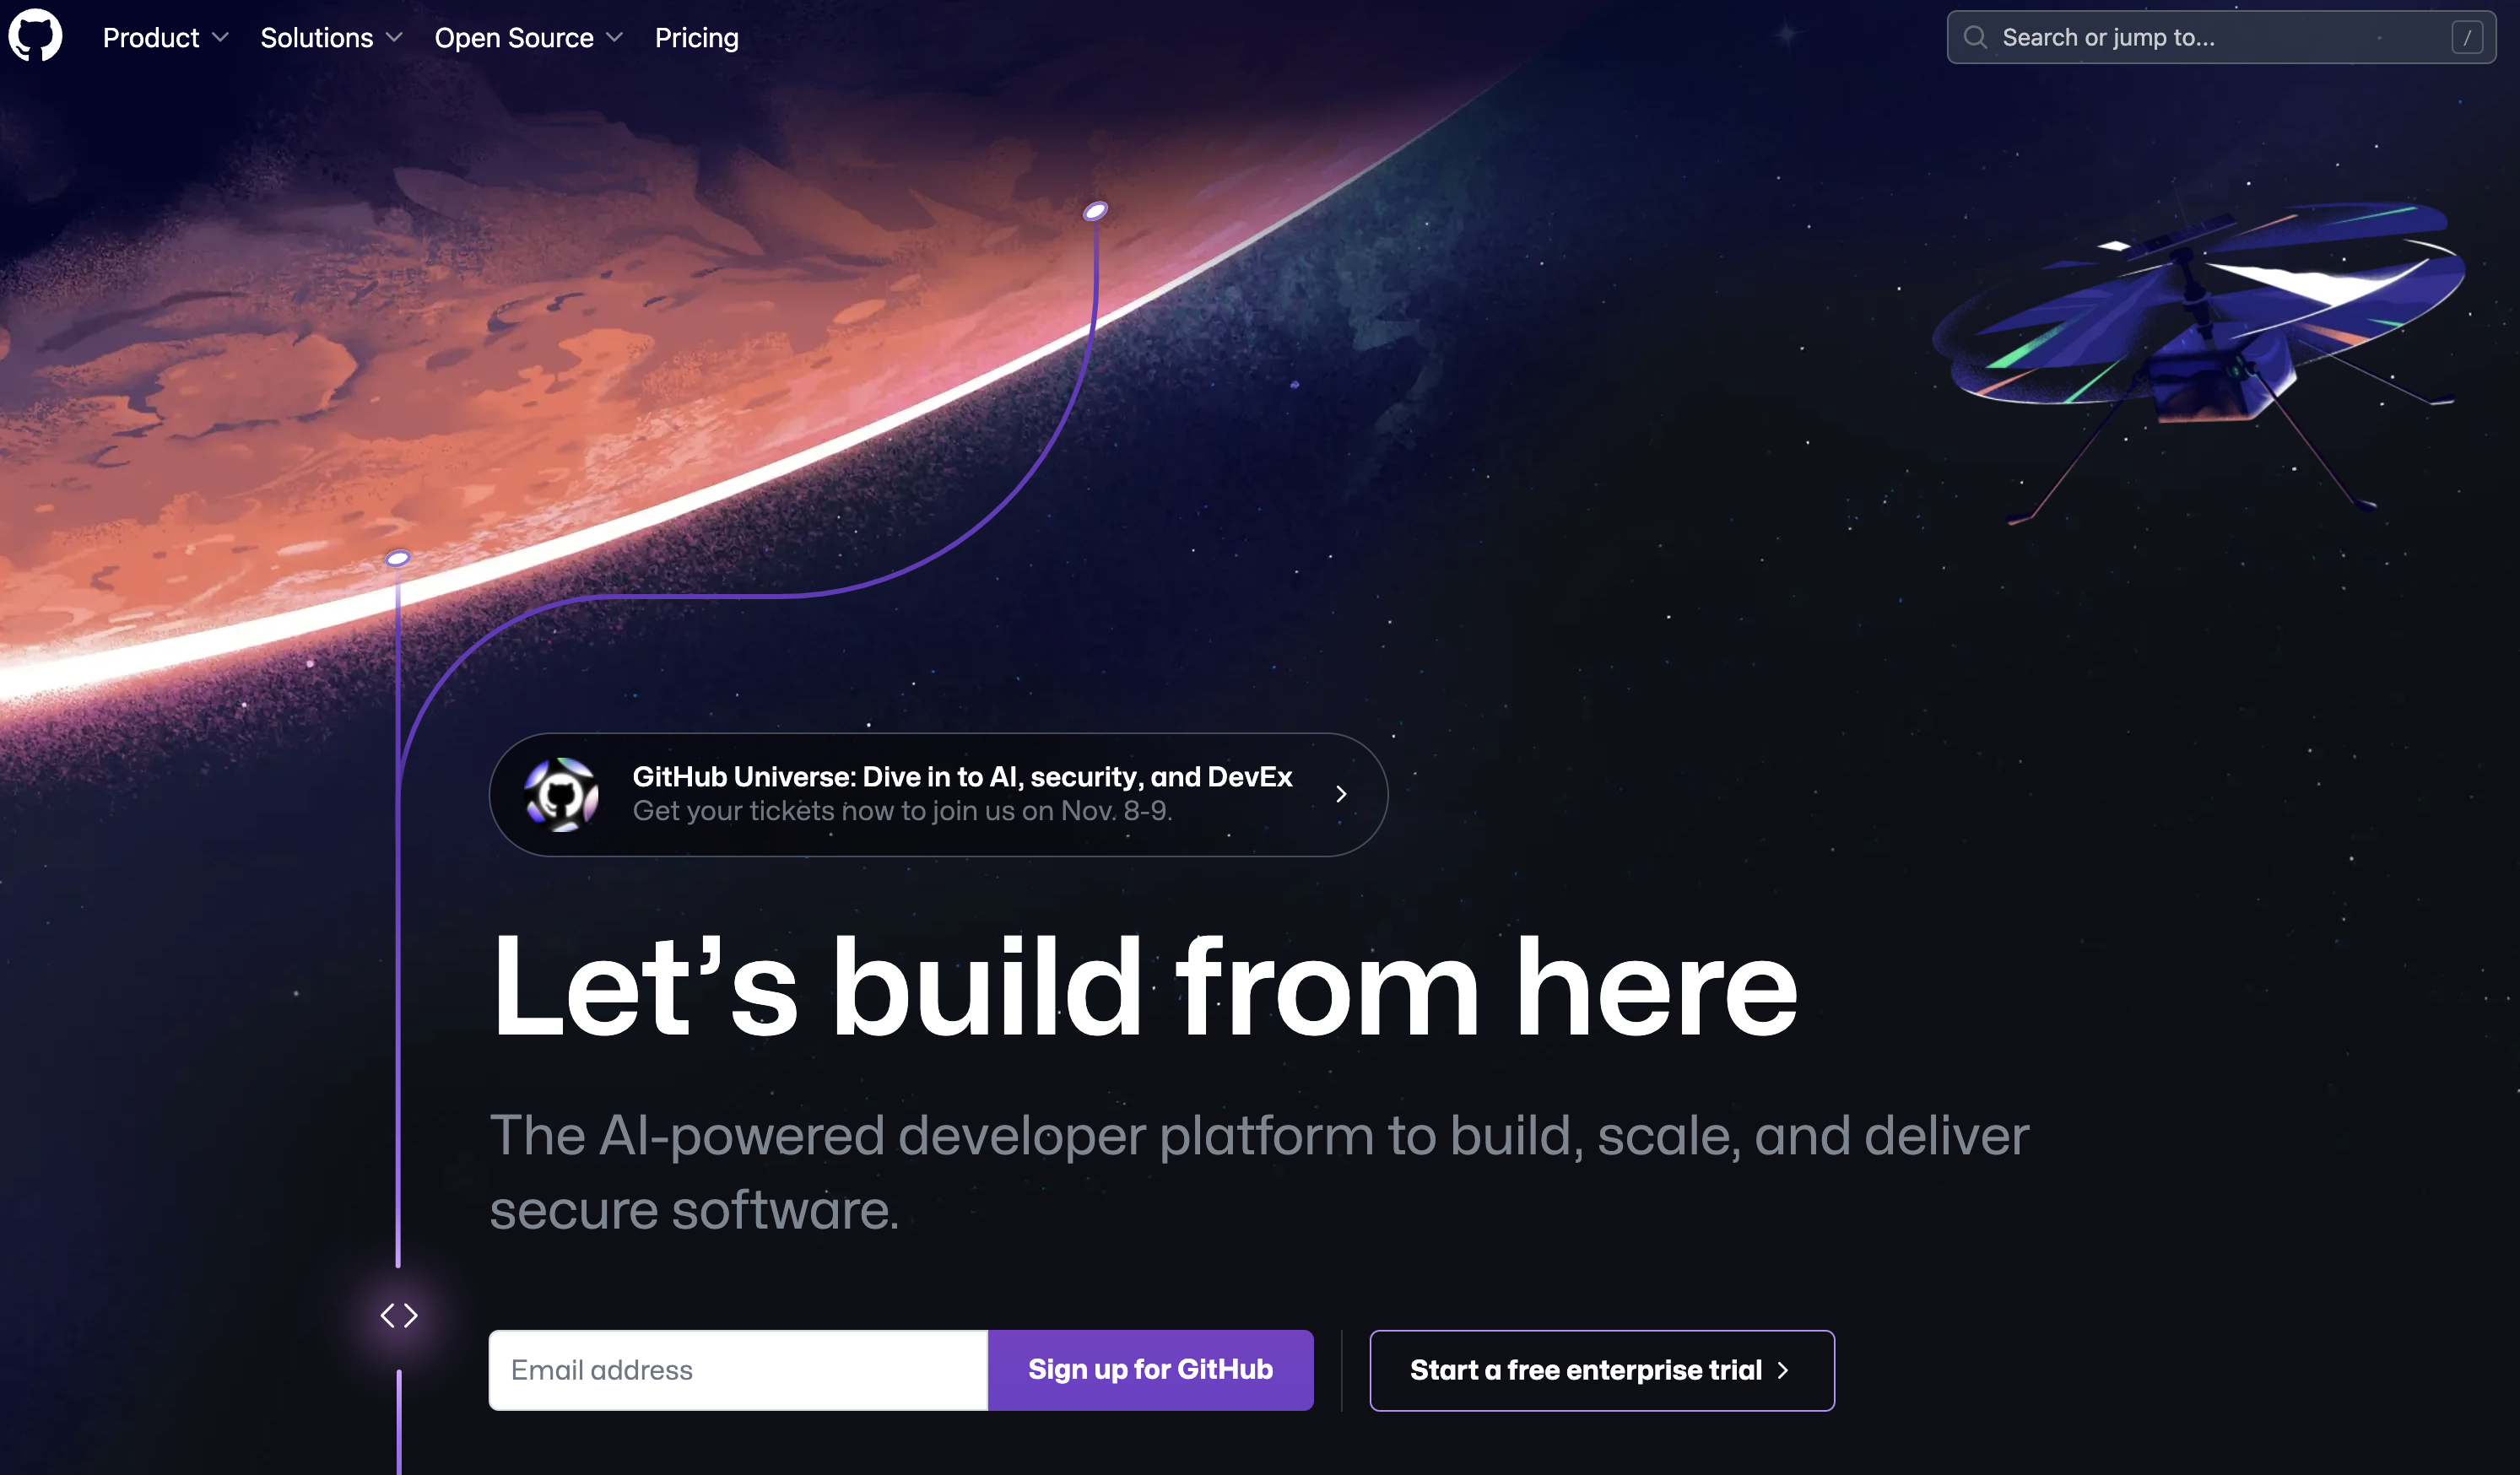 Product
Solutions
Open Source
Pricing
Search or jump to...
/
GitHub Universe: Dive in to AI, security, and DevEx
Get your tickets now to join us on Nov. 8-9.
Let’s build from here
The AI-powered developer platform to build, scale, and deliver
secure software.
Email address
Sign up for GitHub
Start a free enterprise trial